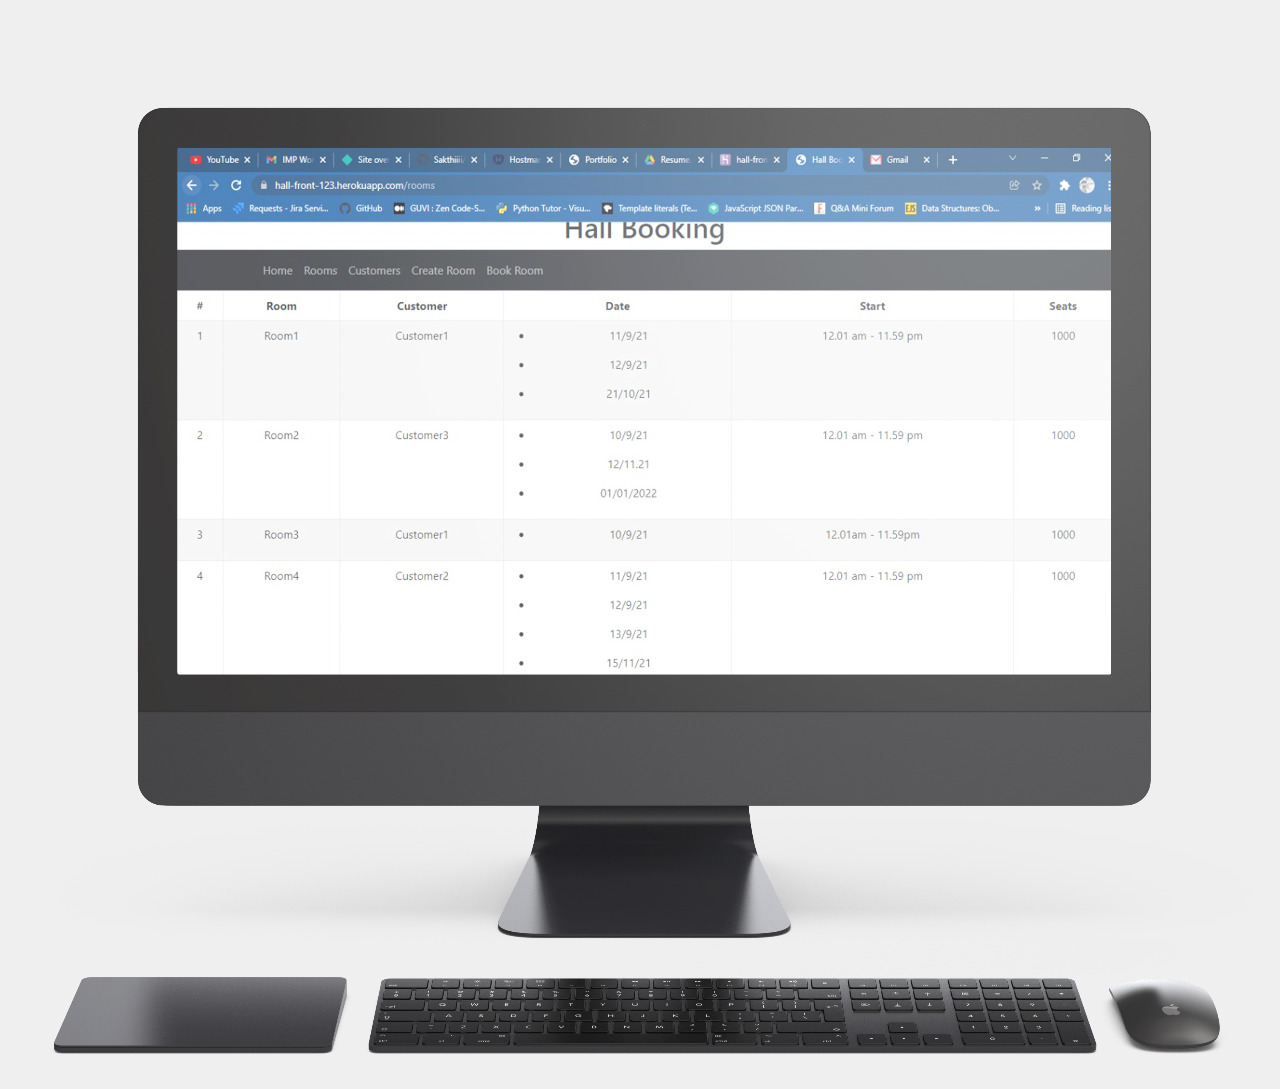 YouTube IMP Wor Site ove Sakthiiii Hostma Portfolio Resume. hall-fron Hall Boo Gmail
hall-front-123.herokuapp.com/rooms
Apps Requests - Jira Servi... GitHub GUVI : Zen Code-S... Python Tutor - Visu... Template literals (Te... JavaScript JSON Par... Q&A Mini Forum EJS Data Structures: Ob... » Reading lis
Hall Booking
Home Rooms Customers Create Room Book Room
# Room Customer Date Start Seats
1 Room1 Customer1 • 11/9/21 12.01 am - 11.59 pm 1000
• 12/9/21
• 21/10/21
2 Room2 Customer3 • 10/9/21 12.01 am - 11.59 pm 1000
• 12/11.21
• 01/01/2022
3 Room3 Customer1 • 10/9/21 12.01am - 11.59pm 1000
4 Room4 Customer2 • 11/9/21 12.01 am - 11.59 pm 1000
• 12/9/21
• 13/9/21
• 15/11/21